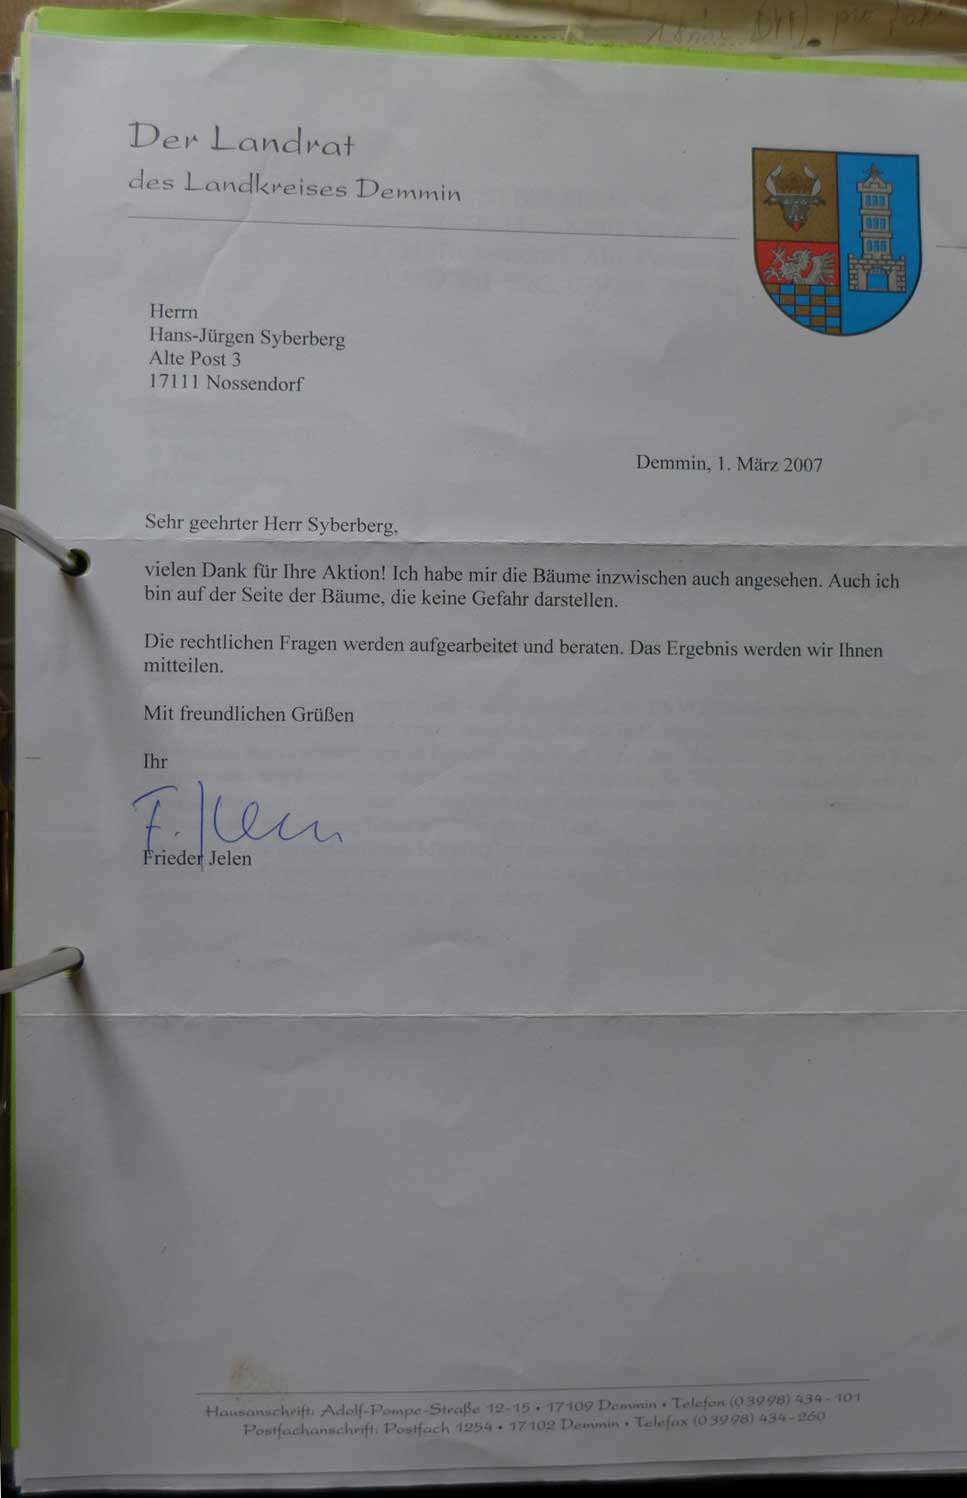 Der Landrat
des Landkreises Demmin
Herrn
Hans-Jürgen Syberberg
Alte Post 3
17111 Nossendorf
Demmin, 1. März 2007
Sehr geehrter Herr Syberberg,
vielen Dank für Ihre Aktion! Ich habe mir die Bäume inzwischen auch angesehen. Auch ich
bin auf der Seite der Bäume, die keine Gefahr darstellen.
Die rechtlichen Fragen werden aufgearbeitet und beraten. Das Ergebnis werden wir Ihnen
mitteilen.
Mit freundlichen Grüßen
Ihr
F. Jelen
Frieder Jelen
Hausanschrift: Adolf-Pompe-Straße 12-15 • 17109 Demmin • Telefon (03998) 434-101
Postfachanschrift: Postfach 1254 • 17102 Demmin • Telefax (03998) 434-260